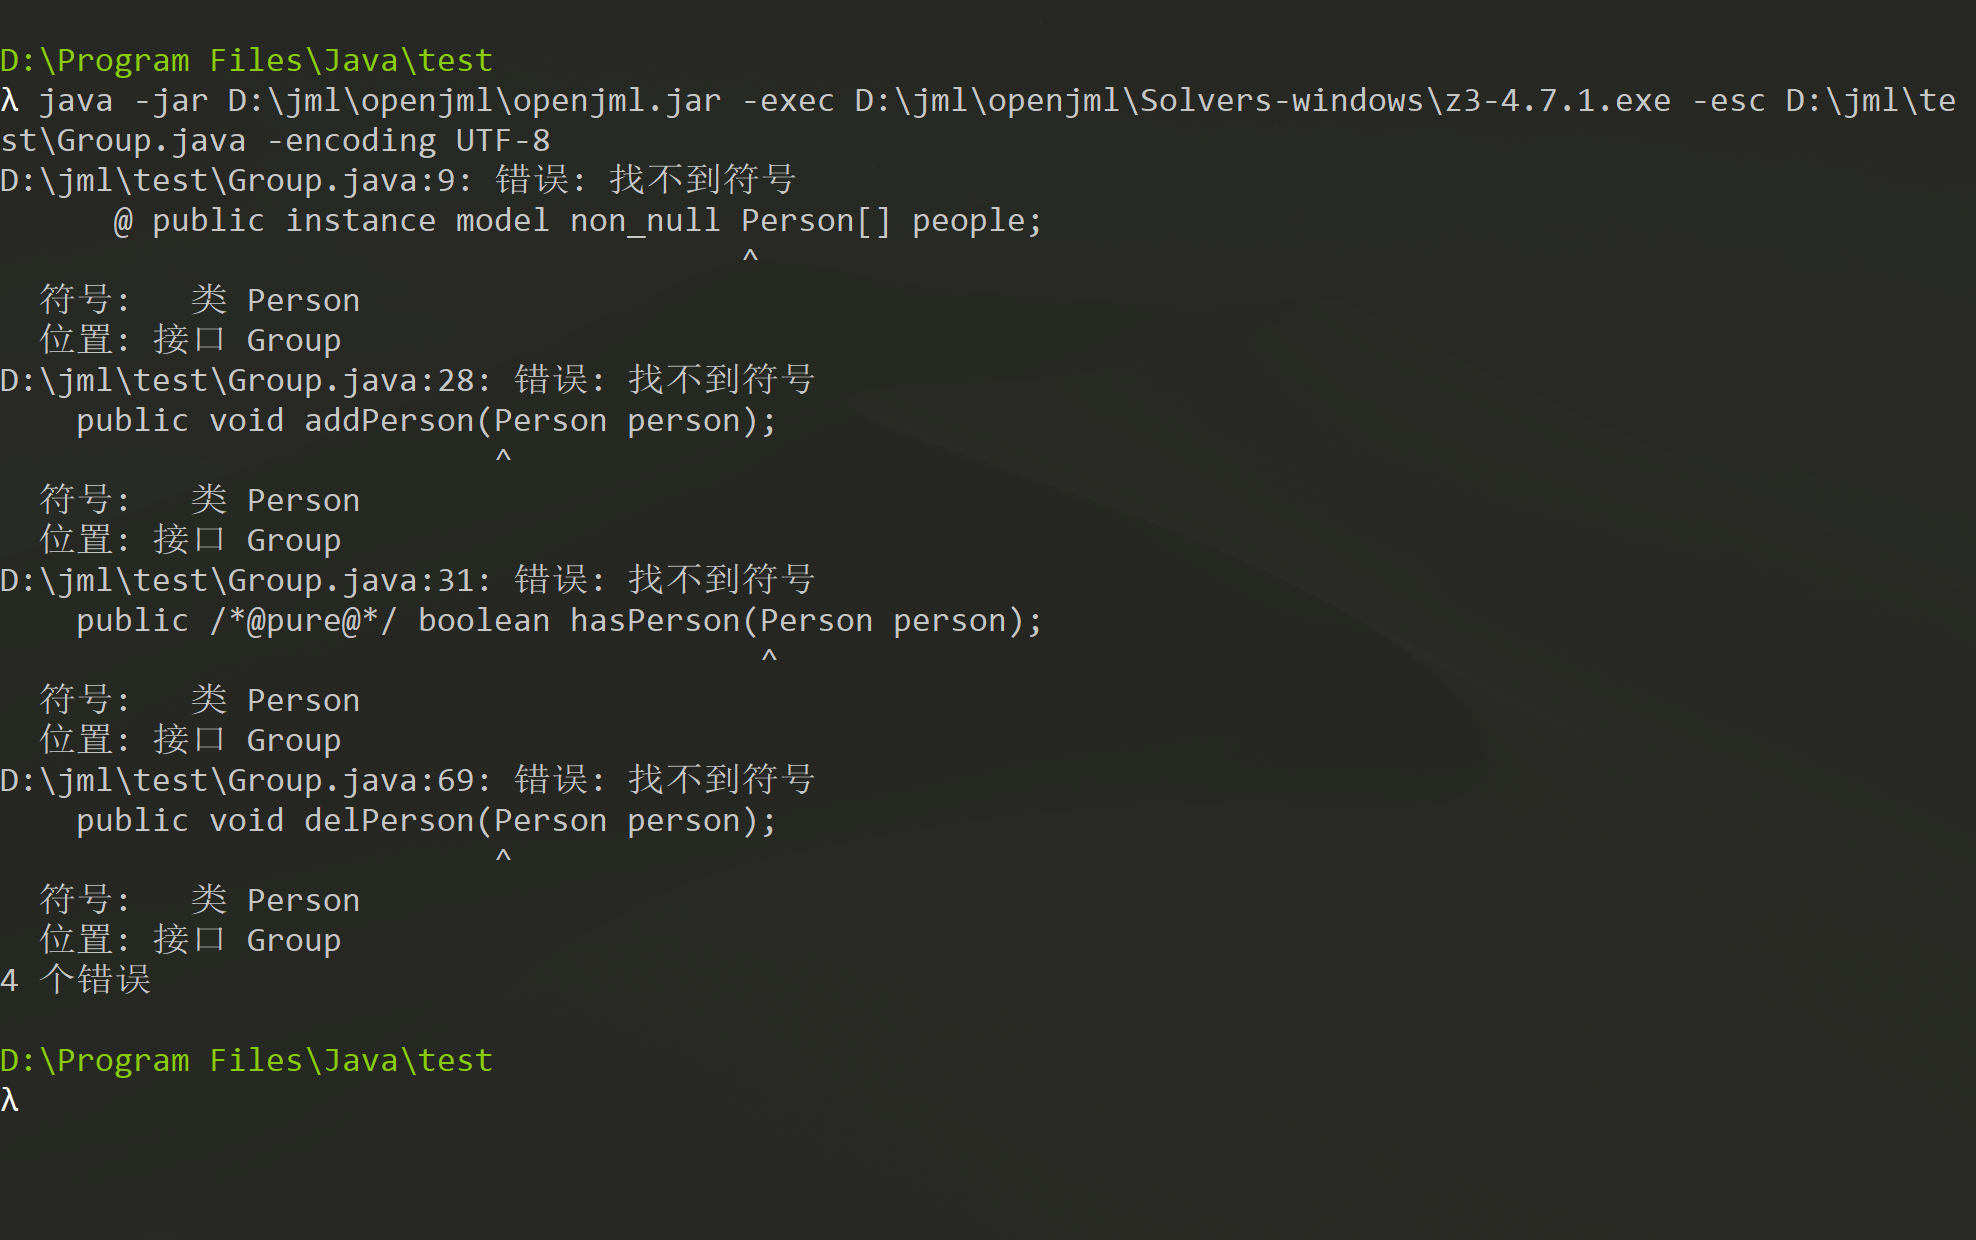 D:\Program Files\Java\test
λ java -jar D:\jml\openjml\openjml.jar -exec D:\jml\openjml\Solvers-windows\z3-4.7.1.exe -esc D:\jml\te
st\Group.java -encoding UTF-8
D:\jml\test\Group.java:9: 错误: 找不到符号
      @ public instance model non_null Person[] people;
                                       ^
  符号:   类 Person
  位置: 接口 Group
D:\jml\test\Group.java:28: 错误: 找不到符号
    public void addPerson(Person person);
                          ^
  符号:   类 Person
  位置: 接口 Group
D:\jml\test\Group.java:31: 错误: 找不到符号
    public /*@pure@*/ boolean hasPerson(Person person);
                                        ^
  符号:   类 Person
  位置: 接口 Group
D:\jml\test\Group.java:69: 错误: 找不到符号
    public void delPerson(Person person);
                          ^
  符号:   类 Person
  位置: 接口 Group
4 个错误
D:\Program Files\Java\test
λ